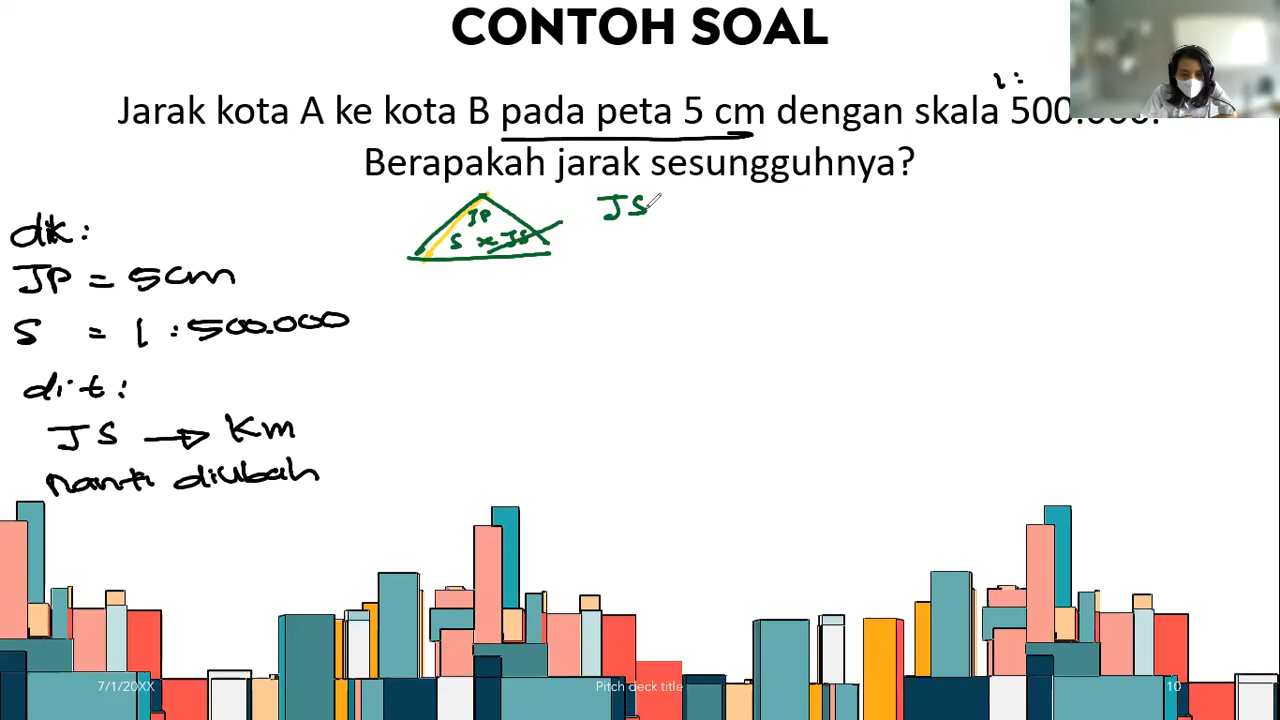 CONTOH SOAL
1:
Jarak kota A ke kota B pada peta 5 cm dengan skala 500.000.
Berapakah jarak sesungguhnya?
JP
S x JS
JS
dik:
JP = 5cm
S = 1 : 500.000
dit:
JS → Km
nanti diubah
7/1/20XX
Pitch deck title
10